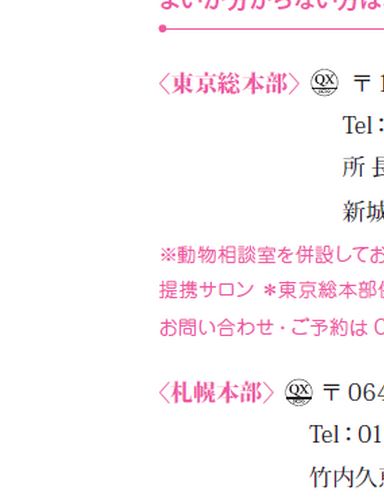 まいか分からない方は
〈東京総本部〉 QX 〒1
Tel：
所 長
新城
※動物相談室を併設してお
提携サロン ＊東京総本部
お問い合わせ・ご予約は 0
〈札幌本部〉 QX 〒064
Tel：01
竹内久